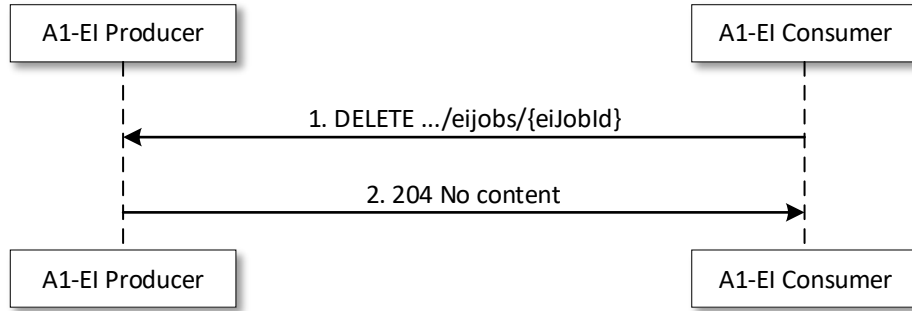 A1-EI Producer
A1-EI Consumer
1. DELETE .../eijobs/{eiJobId}
2. 204 No content
A1-EI Producer
A1-EI Consumer